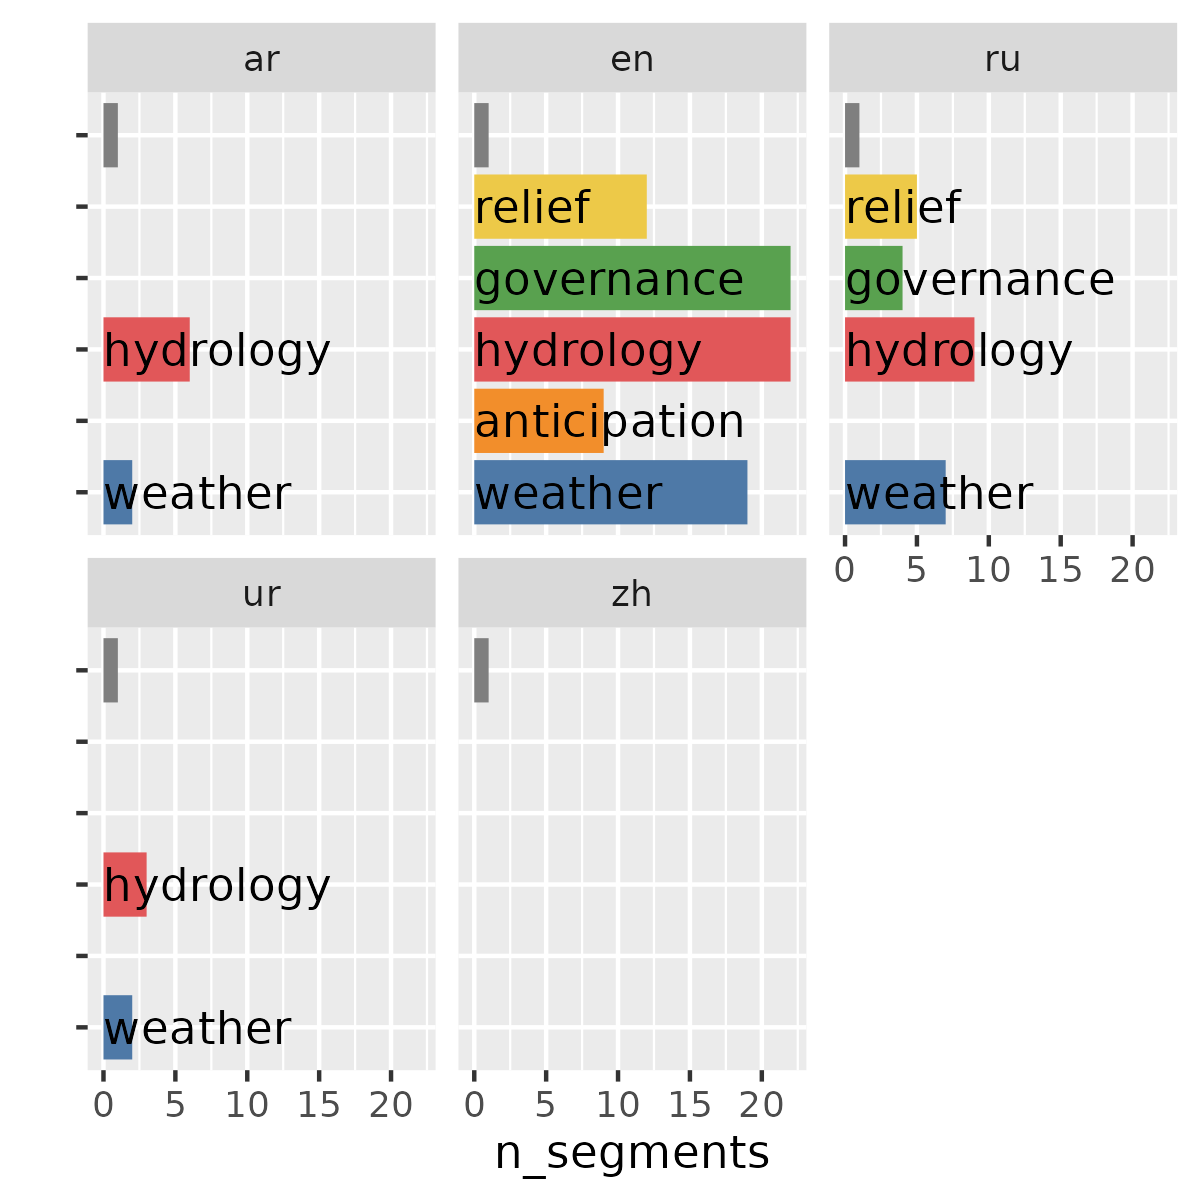 ar
en
ru
relief
relief
governance
governance
hydrology
hydrology
hydrology
anticipation
weather
weather
weather
0 5 10 15 20
ur
zh
hydrology
weather
0 5 10 15 20
0 5 10 15 20
n_segments